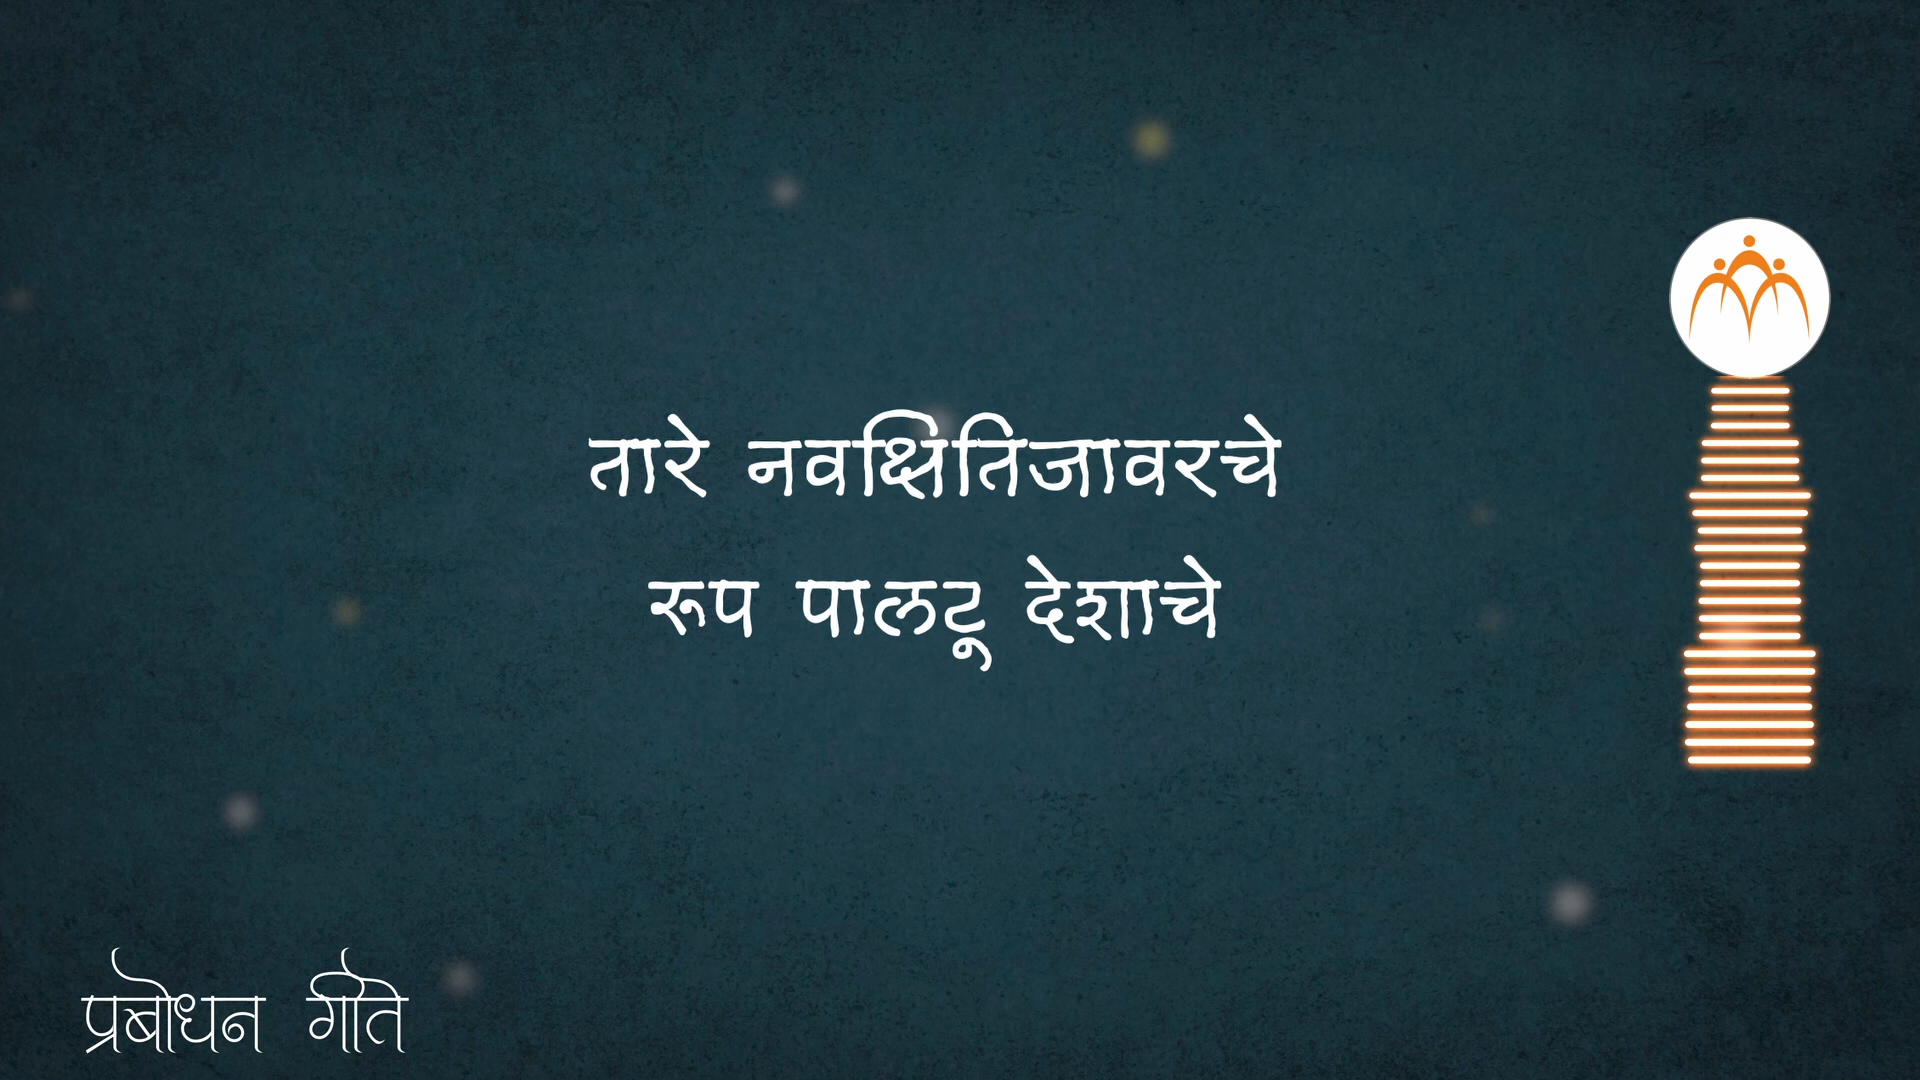 तारे नवक्षितिजावरचे
रूप पालटू देशाचे
प्रबोधन गीते